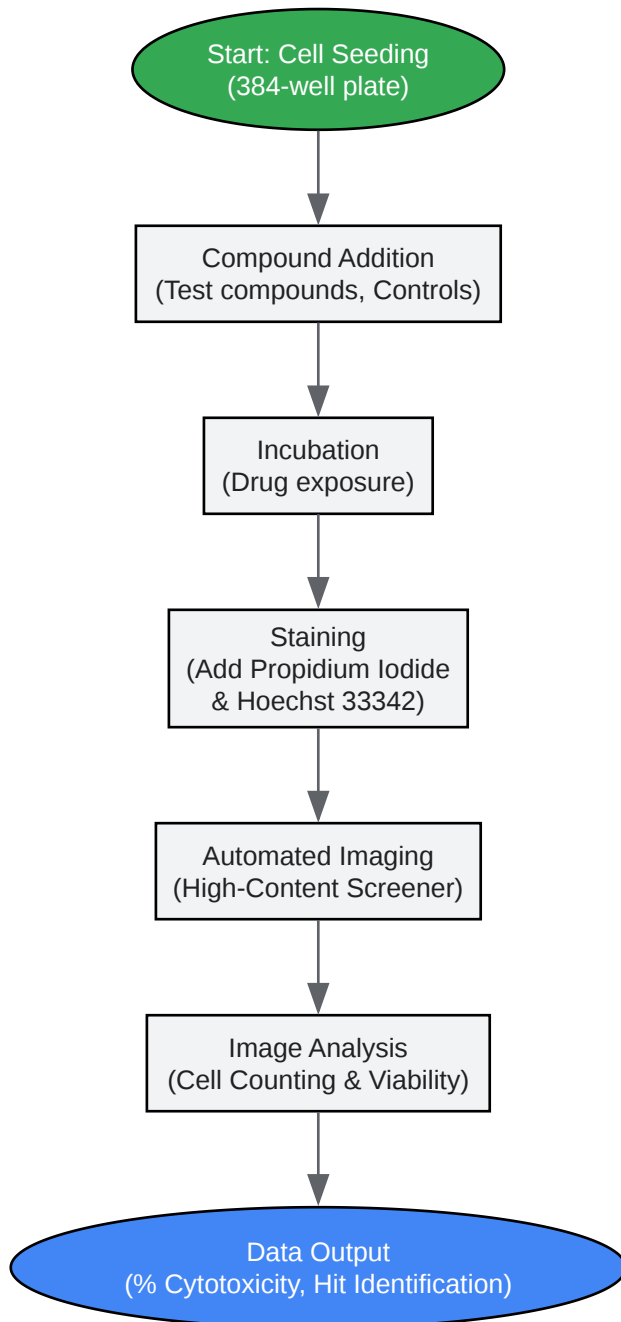 Start: Cell Seeding
(384-well plate)
Compound Addition
(Test compounds, Controls)
Incubation
(Drug exposure)
Staining
(Add Propidium Iodide
& Hoechst 33342)
Automated Imaging
(High-Content Screener)
Image Analysis
(Cell Counting & Viability)
Data Output
(% Cytotoxicity, Hit Identification)